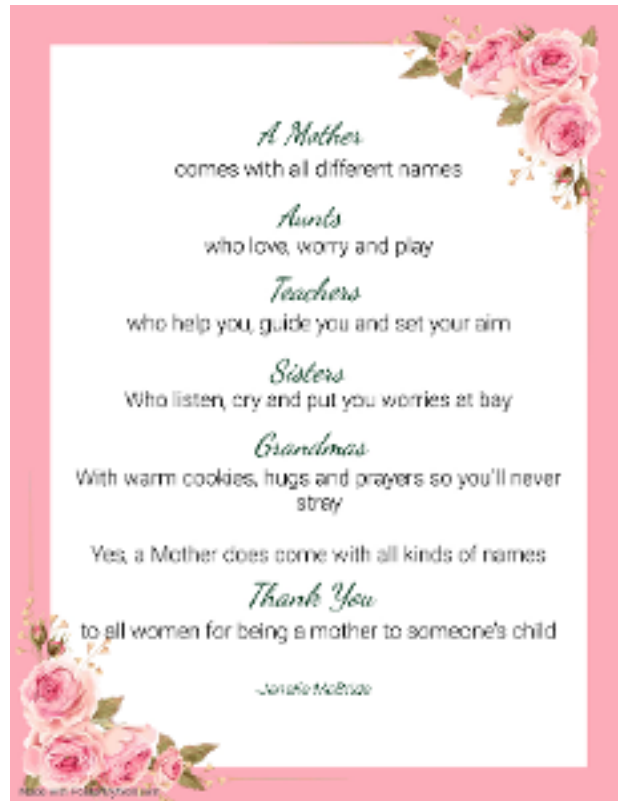 A Mother
comes with all different names
Aunts
who love, worry and play
Teachers
who help you, guide you and set your aim
Sisters
Who listen, cry and put you worries at bay
Grandmas
With warm cookies, hugs and prayers so you'll never
stray
Yes, a Mother does come with all kinds of names
Thank You
to all women for being a mother to someone's child
McBride
Made with